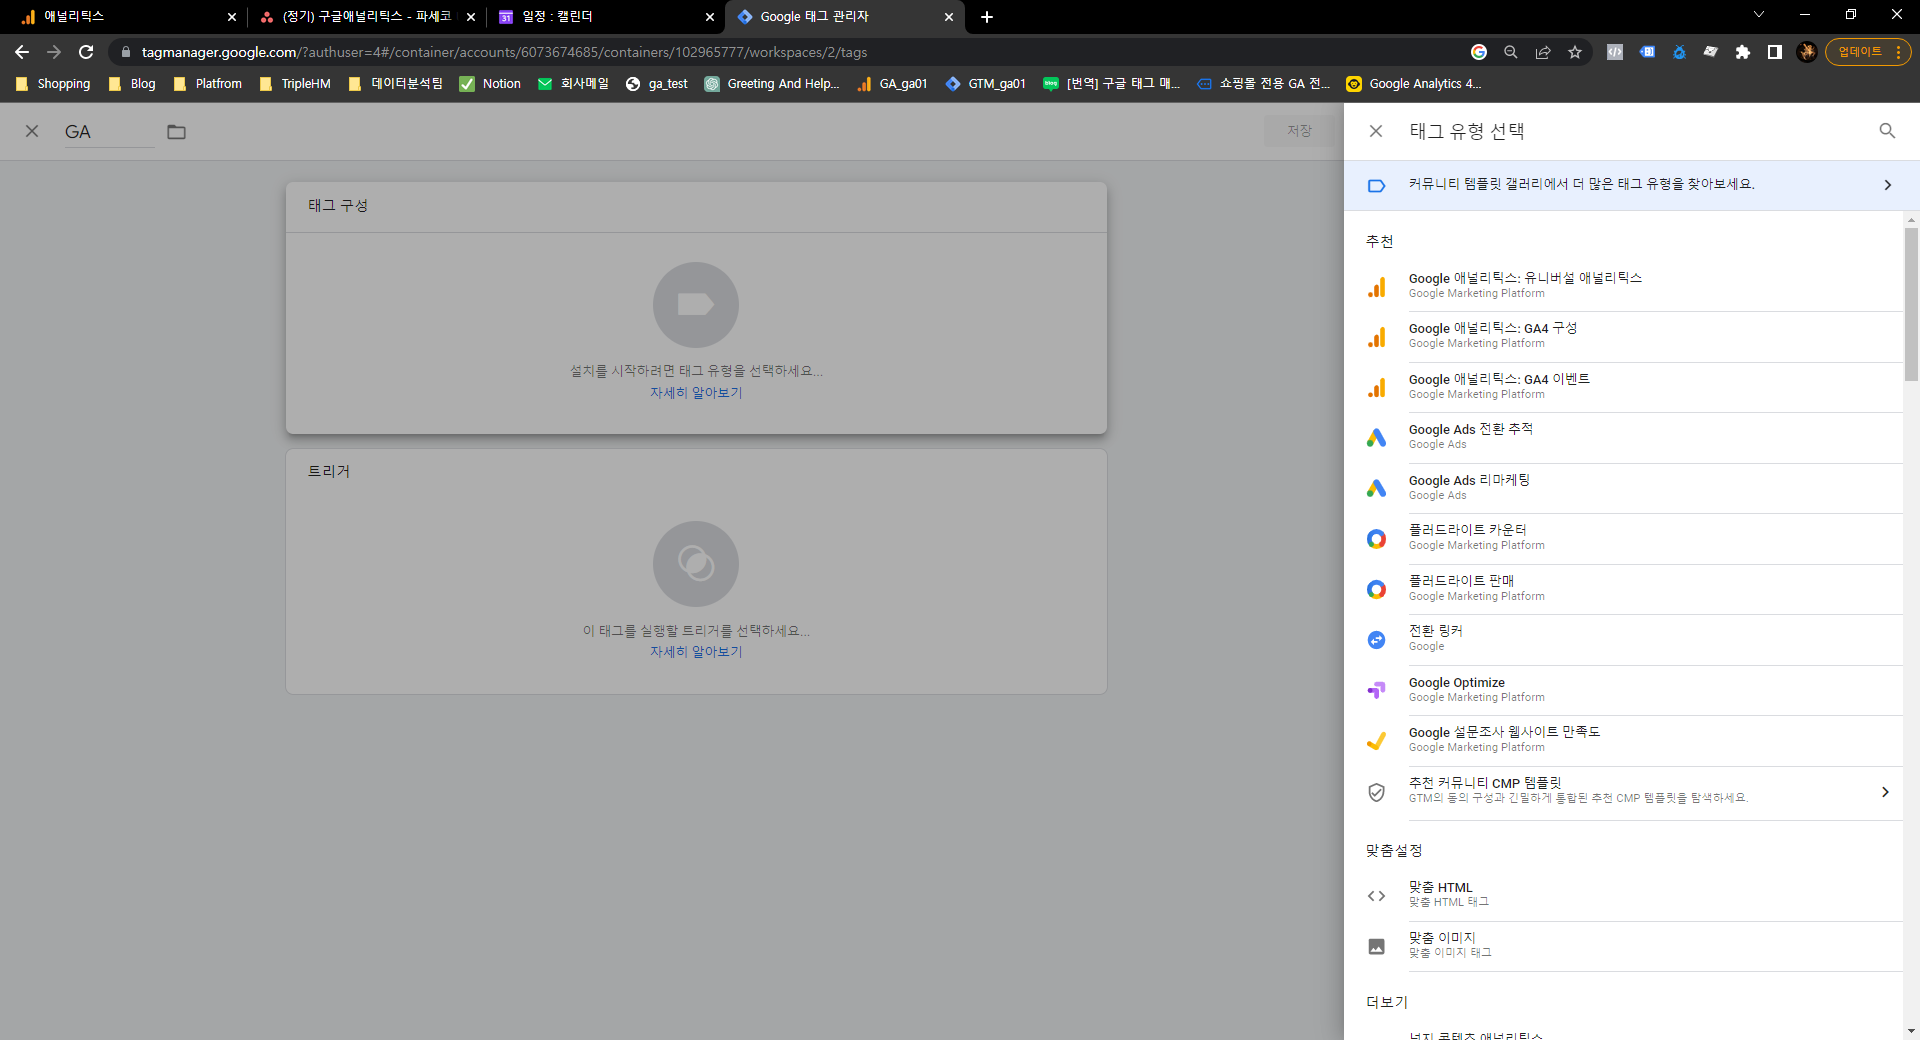 애널리틱스
(정기) 구글애널리틱스 - 파세코
일정 : 캘린더
Google 태그 관리자
tagmanager.google.com/?authuser=4#/container/accounts/6073674685/containers/102965777/workspaces/2/tags
업데이트
Shopping
Blog
Platfrom
TripleHM
데이터분석팀
Notion
회사메일
ga_test
Greeting And Help...
GA_ga01
GTM_ga01
[번역] 구글 태그 매...
쇼핑몰 전용 GA 전...
Google Analytics 4...
GA
저장
태그 구성
설치를 시작하려면 태그 유형을 선택하세요...
자세히 알아보기
트리거
이 태그를 실행할 트리거를 선택하세요...
자세히 알아보기
태그 유형 선택
커뮤니티 템플릿 갤러리에서 더 많은 태그 유형을 찾아보세요.
추천
Google 애널리틱스: 유니버설 애널리틱스
Google Marketing Platform
Google 애널리틱스: GA4 구성
Google Marketing Platform
Google 애널리틱스: GA4 이벤트
Google Marketing Platform
Google Ads 전환 추적
Google Ads
Google Ads 리마케팅
Google Ads
플러드라이트 카운터
Google Marketing Platform
플러드라이트 판매
Google Marketing Platform
전환 링커
Google
Google Optimize
Google Marketing Platform
Google 설문조사 웹사이트 만족도
Google Marketing Platform
추천 커뮤니티 CMP 템플릿
GTM의 동의 구성과 긴밀하게 통합된 추천 CMP 템플릿을 탐색하세요.
맞춤설정
맞춤 HTML
맞춤 HTML 태그
맞춤 이미지
맞춤 이미지 태그
더보기
콘텐츠 애널리틱스